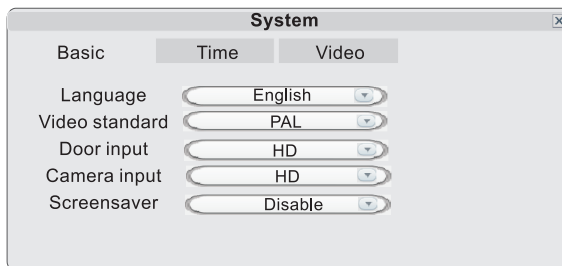 System
Basic Time Video
Language English
Video standard PAL
Door input HD
Camera input HD
Screensaver Disable